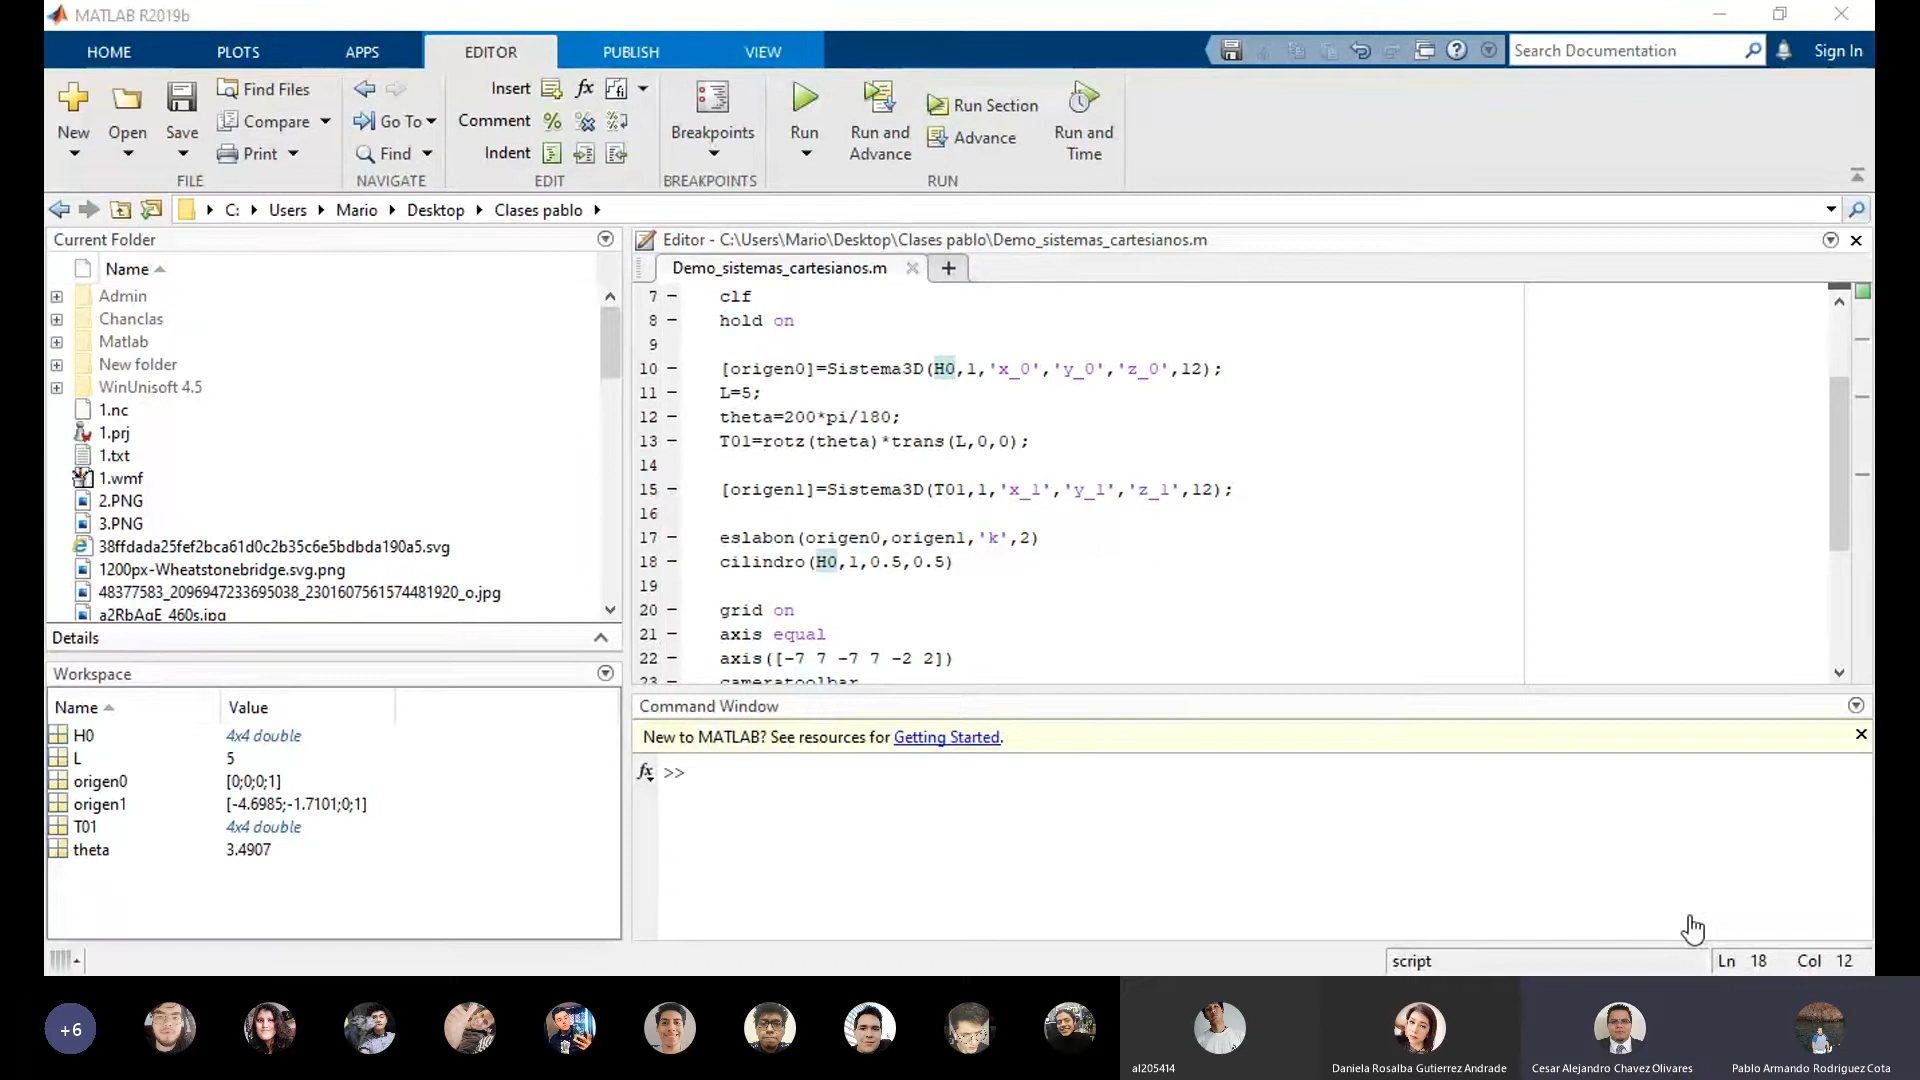 MATLAB R2019b
HOME PLOTS APPS EDITOR PUBLISH VIEW
Search Documentation
Sign In
New
Open
Save
Find Files
Compare
Print
FILE
Go To
Find
NAVIGATE
Insert
Comment
Indent
EDIT
Breakpoints
BREAKPOINTS
Run
Run and
Advance
Run Section
Advance
Run and
Time
RUN
C: Users Mario Desktop Clases pablo
Current Folder
Name
Admin
Chanclas
Matlab
New folder
WinUnisoft 4.5
1.nc
1.prj
1.txt
1.wmf
2.PNG
3.PNG
38ffdada25fef2bca61d0c2b35c6e5bdbda190a5.svg
1200px-Wheatstonebridge.svg.png
48377583_2096947233695038_2301607561574481920_o.jpg
a2RbAgE_460s.jpg
Details
Workspace
Name Value
H0 4x4 double
L 5
origen0 [0;0;0;1]
origen1 [-4.6985;-1.7101;0;1]
T01 4x4 double
theta 3.4907
Editor - C:\Users\Mario\Desktop\Clases pablo\Demo_sistemas_cartesianos.m
Demo_sistemas_cartesianos.m
7 - clf
8 - hold on
9
10 - [origen0]=Sistema3D(H0,1,'x_0','y_0','z_0',12);
11 - L=5;
12 - theta=200*pi/180;
13 - T01=rotz(theta)*trans(L,0,0);
14
15 - [origen1]=Sistema3D(T01,1,'x_1','y_1','z_1',12);
16
17 - eslabon(origen0,origen1,'k',2)
18 - cilindro(H0,1,0.5,0.5)
19
20 - grid on
21 - axis equal
22 - axis([-7 7 -7 7 -2 2])
23 - cameratoolbar
Command Window
New to MATLAB? See resources for Getting Started.
fx >>
script
Ln 18 Col 12
+6
al205414
Daniela Rosalba Gutierrez Andrade
Cesar Alejandro Chavez Olivares
Pablo Armando Rodriguez Cota